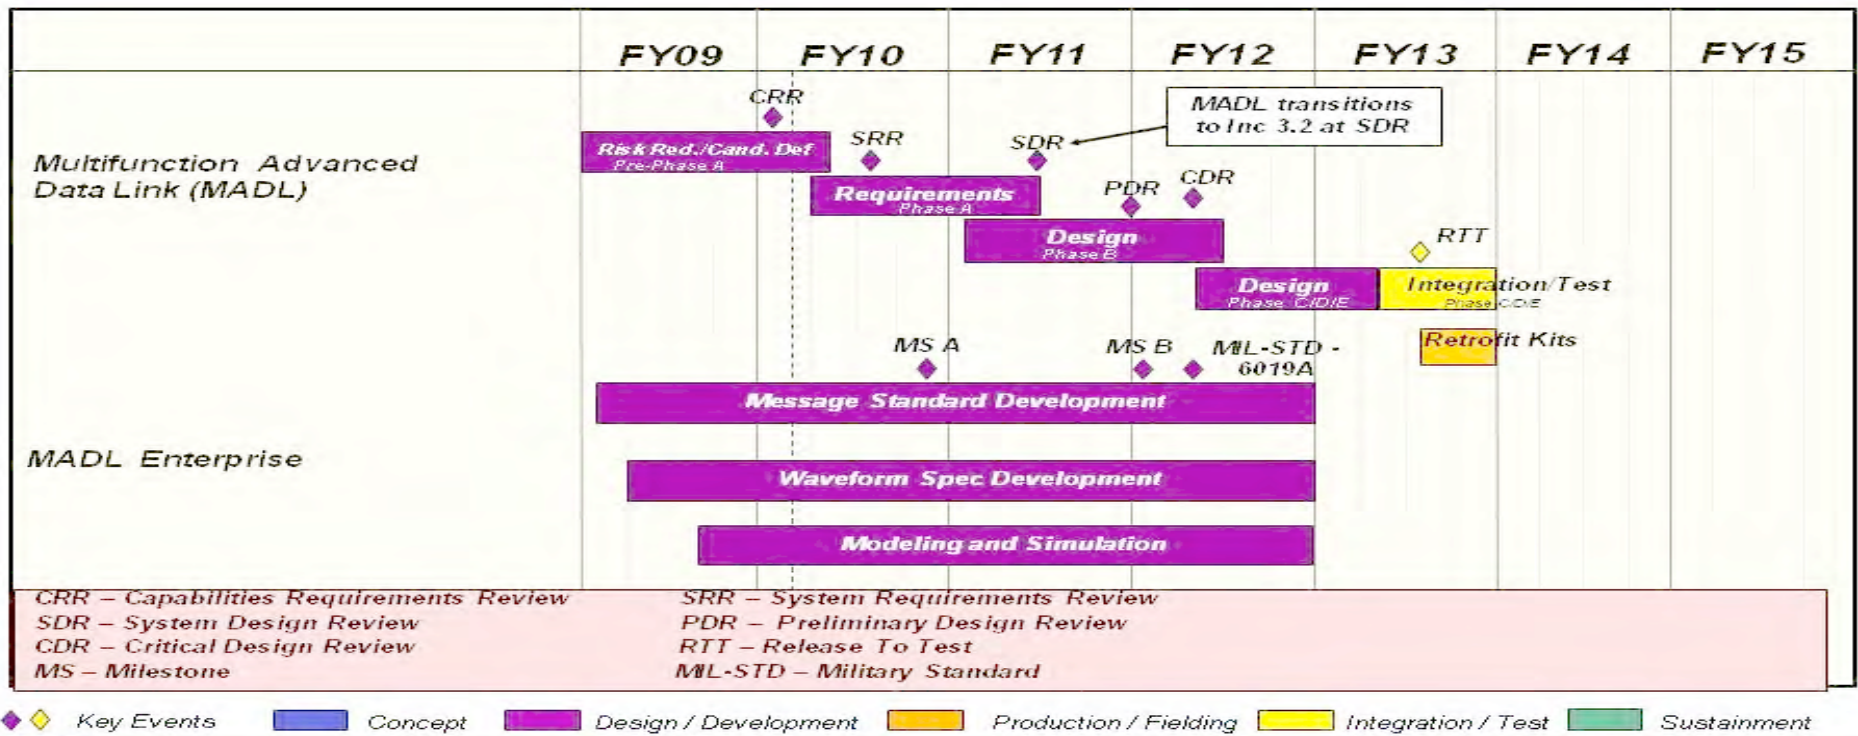 FY09 FY10 FY11 FY12 FY13 FY14 FY15
CRR
MADL transitions
to Inc 3.2 at SDR
SRR
SDR
Risk Red./Cand. Def
Pre-Phase A
Multifunction Advanced
Data Link (MADL)
PDR
CDR
Requirements
Phase A
Design
Phase B
RTT
Design
Phase C/D/E
Integration/Test
Phase C/D/E
Retrofit Kits
MS A
MS B
MIL-STD -
6019A
Message Standard Development
MADL Enterprise
Waveform Spec Development
Modeling and Simulation
CRR – Capabilities Requirements Review
SRR – System Requirements Review
SDR – System Design Review
PDR – Preliminary Design Review
CDR – Critical Design Review
RTT – Release To Test
MS – Milestone
MIL-STD – Military Standard
Key Events
Concept
Design / Development
Production / Fielding
Integration / Test
Sustainment